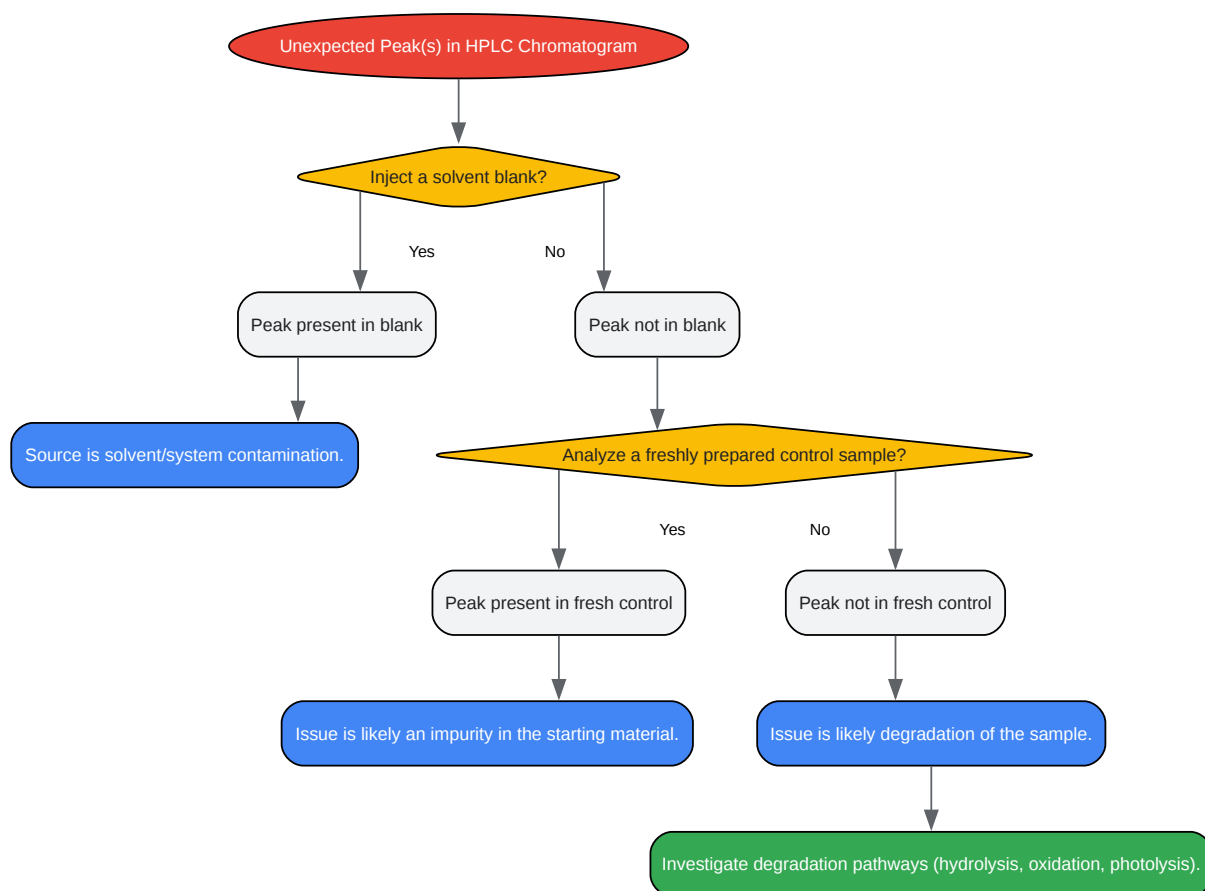 Unexpected Peak(s) in HPLC Chromatogram
Inject a solvent blank?
Yes
No
Peak present in blank
Peak not in blank
Source is solvent/system contamination.
Analyze a freshly prepared control sample?
Yes
No
Peak present in fresh control
Peak not in fresh control
Issue is likely an impurity in the starting material.
Issue is likely degradation of the sample.
Investigate degradation pathways (hydrolysis, oxidation, photolysis).